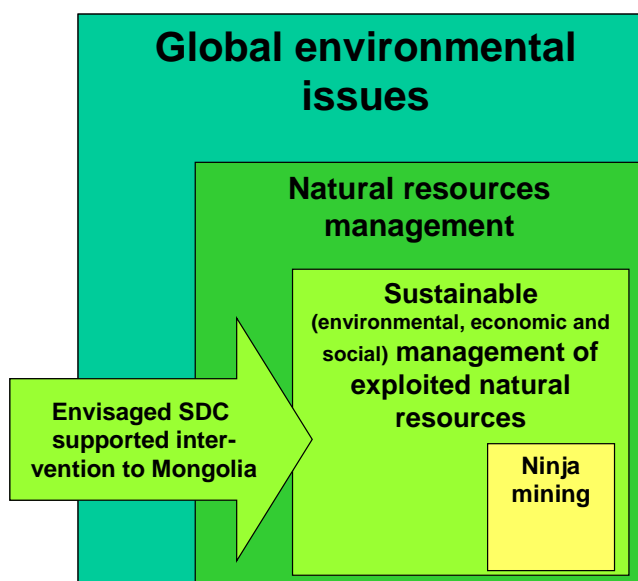 Global environmental
issues
Natural resources
management
Sustainable
(environmental, economic and
social) management of
exploited natural
resources
Envisaged SDC
supported inter-
vention to Mongolia
Ninja
mining